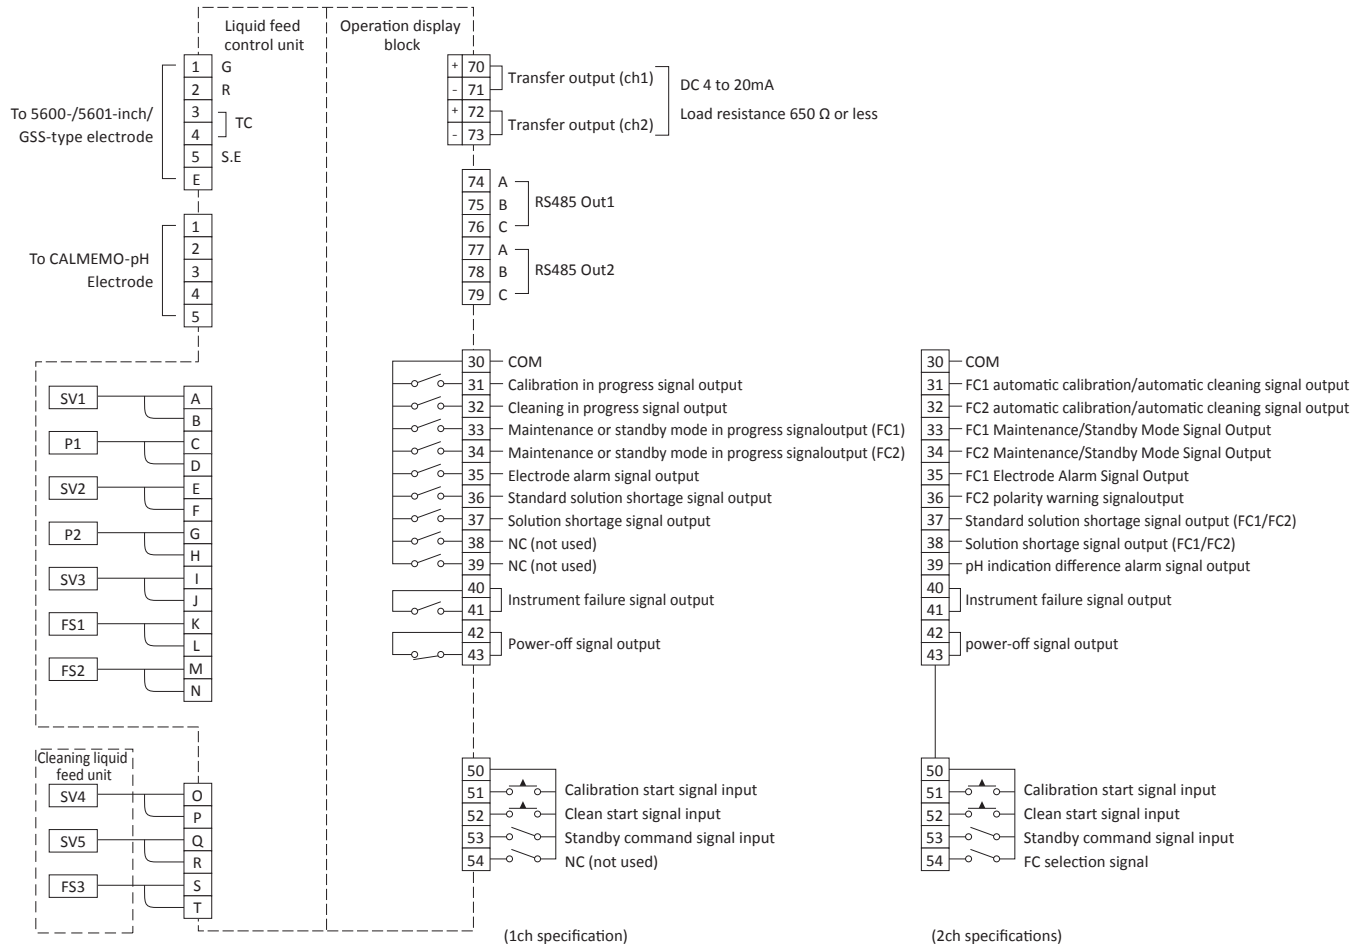 Liquid feed
control unit
Operation display
block
To 5600-/5601-inch/
GSS-type electrode
1 G
2 R
3
4
TC
5 S.E
E
To CALMEMO-pH
Electrode
1
2
3
4
5
SV1 A
B
P1 C
D
SV2 E
F
P2 G
H
SV3 I
J
FS1 K
L
FS2 M
N
Cleaning liquid
feed unit
SV4 O
P
SV5 Q
R
FS3 S
T
+ 70
- 71
Transfer output (ch1)
+ 72
- 73
Transfer output (ch2)
DC 4 to 20mA
Load resistance 650 Ω or less
74 A
75 B
76 C
RS485 Out1
77 A
78 B
79 C
RS485 Out2
30 COM
31 Calibration in progress signal output
32 Cleaning in progress signal output
33 Maintenance or standby mode in progress signaloutput (FC1)
34 Maintenance or standby mode in progress signaloutput (FC2)
35 Electrode alarm signal output
36 Standard solution shortage signal output
37 Solution shortage signal output
38 NC (not used)
39 NC (not used)
40
41
Instrument failure signal output
42
43
Power-off signal output
50
51 Calibration start signal input
52 Clean start signal input
53 Standby command signal input
54 NC (not used)
(1ch specification)
30 COM
31 FC1 automatic calibration/automatic cleaning signal output
32 FC2 automatic calibration/automatic cleaning signal output
33 FC1 Maintenance/Standby Mode Signal Output
34 FC2 Maintenance/Standby Mode Signal Output
35 FC1 Electrode Alarm Signal Output
36 FC2 polarity warning signaloutput
37 Standard solution shortage signal output (FC1/FC2)
38 Solution shortage signal output (FC1/FC2)
39 pH indication difference alarm signal output
40
41
Instrument failure signal output
42
43
power-off signal output
50
51 Calibration start signal input
52 Clean start signal input
53 Standby command signal input
54 FC selection signal
(2ch specifications)